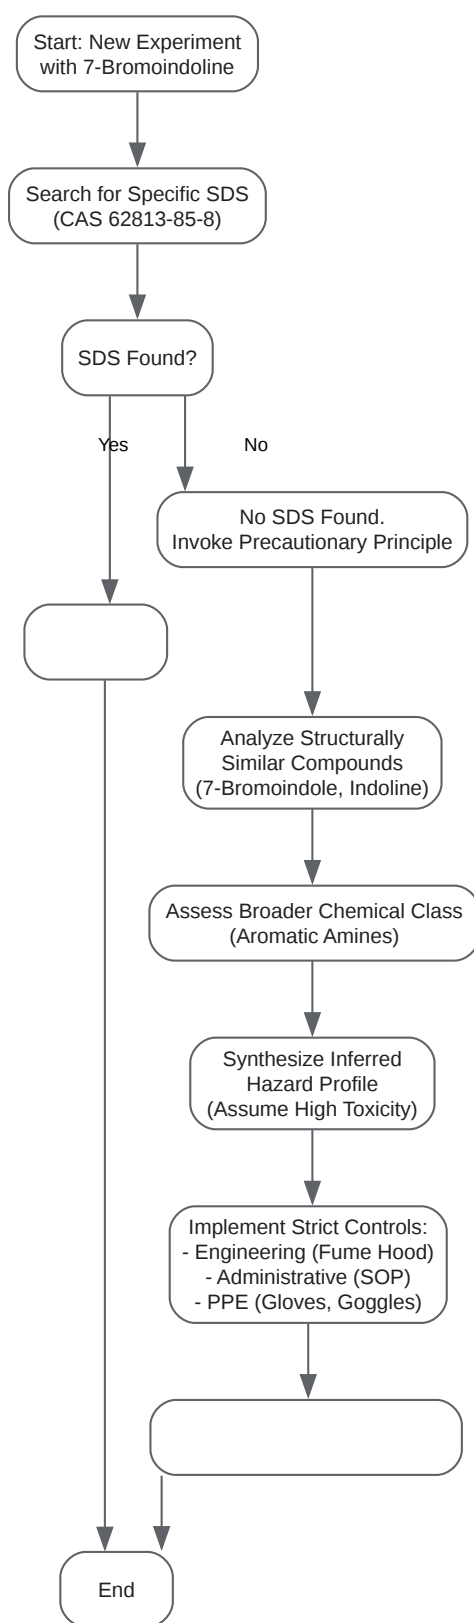 Start: New Experiment
with 7-Bromoindoline
Search for Specific SDS
(CAS 62813-85-8)
SDS Found?
Yes
No
No SDS Found.
Invoke Precautionary Principle
Analyze Structurally
Similar Compounds
(7-Bromoindole, Indoline)
Assess Broader Chemical Class
(Aromatic Amines)
Synthesize Inferred
Hazard Profile
(Assume High Toxicity)
Implement Strict Controls:
- Engineering (Fume Hood)
- Administrative (SOP)
- PPE (Gloves, Goggles)
End